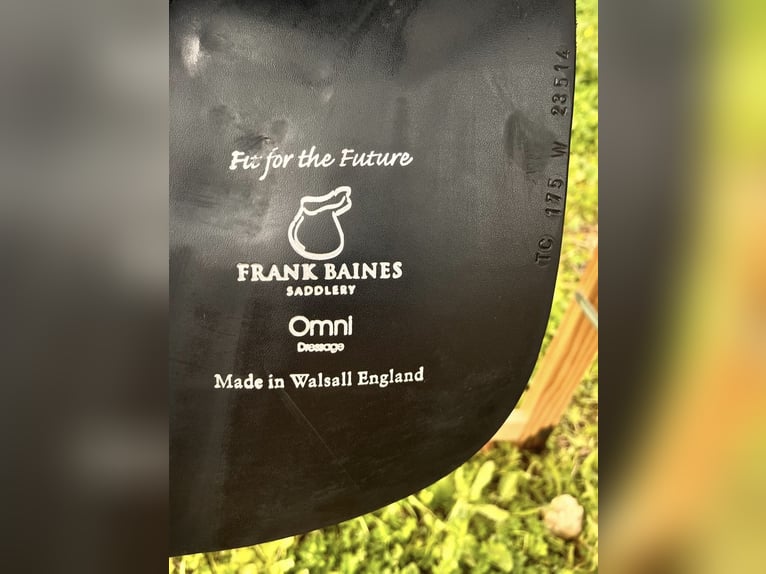 Fit for the Future
FRANK BAINES
SADDLERY
Omni
Dressage
Made in Walsall England
TC 175 W 23514